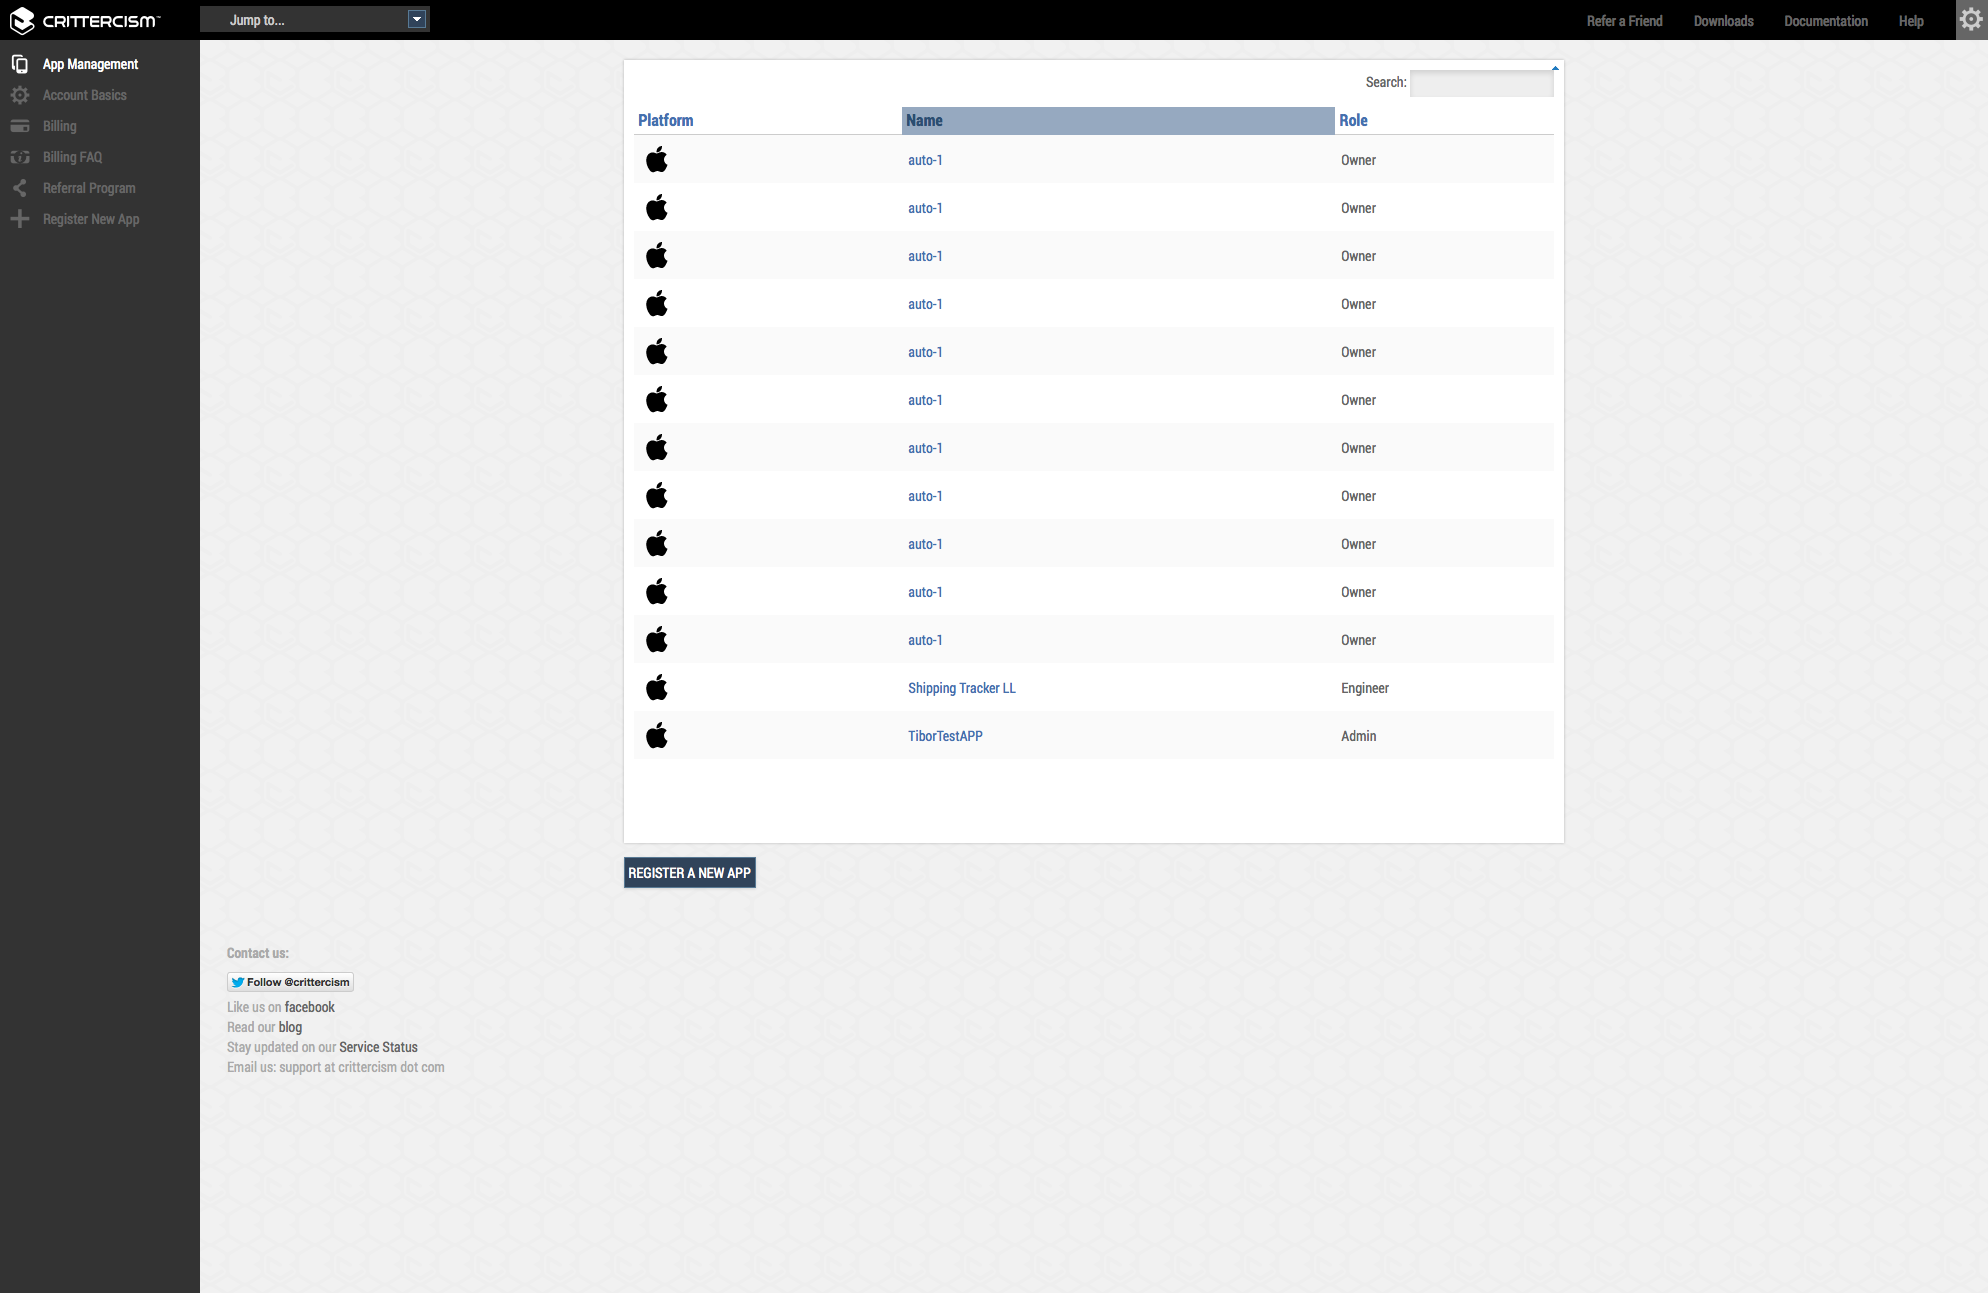 CRITTERCISM™
Jump to...
Refer a Friend
Downloads
Documentation
Help
App Management
Account Basics
Billing
Billing FAQ
Referral Program
Register New App
Search:
Platform Name Role
auto-1 Owner
auto-1 Owner
auto-1 Owner
auto-1 Owner
auto-1 Owner
auto-1 Owner
auto-1 Owner
auto-1 Owner
auto-1 Owner
auto-1 Owner
auto-1 Owner
Shipping Tracker LL Engineer
TiborTestAPP Admin
REGISTER A NEW APP
Contact us:
Follow @crittercism
Like us on facebook
Read our blog
Stay updated on our Service Status
Email us: support at crittercism dot com